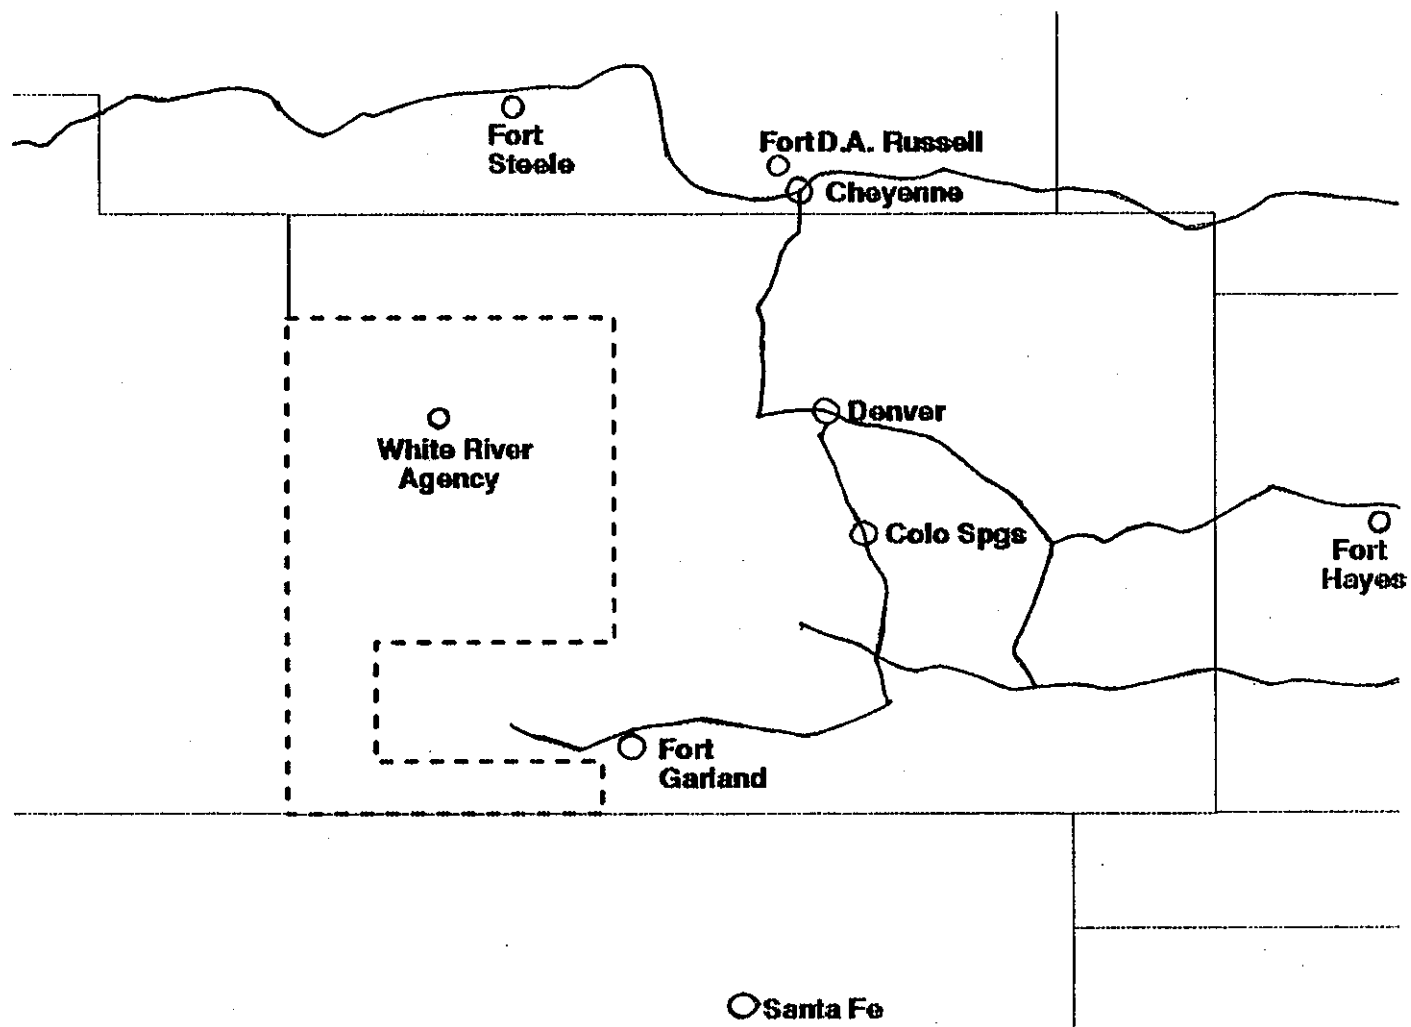 Fort
Steele
Fort D.A. Russell
Cheyenne
Denver
White River
Agency
Colo Spgs
Fort
Hayes
Fort
Garland
Santa Fe